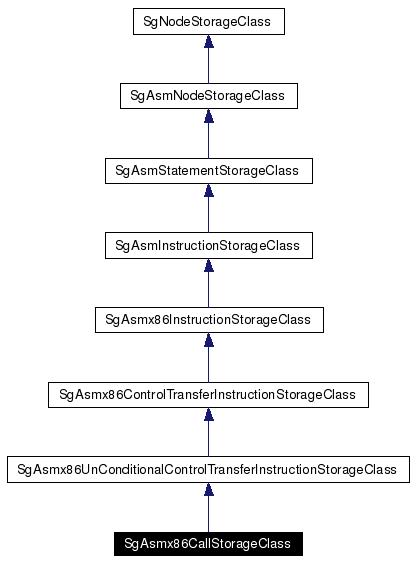 SgNodeStorageClass
SgAsmNodeStorageClass
SgAsmStatementStorageClass
SgAsmInstructionStorageClass
SgAsmx86InstructionStorageClass
SgAsmx86ControlTransferInstructionStorageClass
SgAsmx86UnConditionalControlTransferInstructionStorageClass
SgAsmx86CallStorageClass